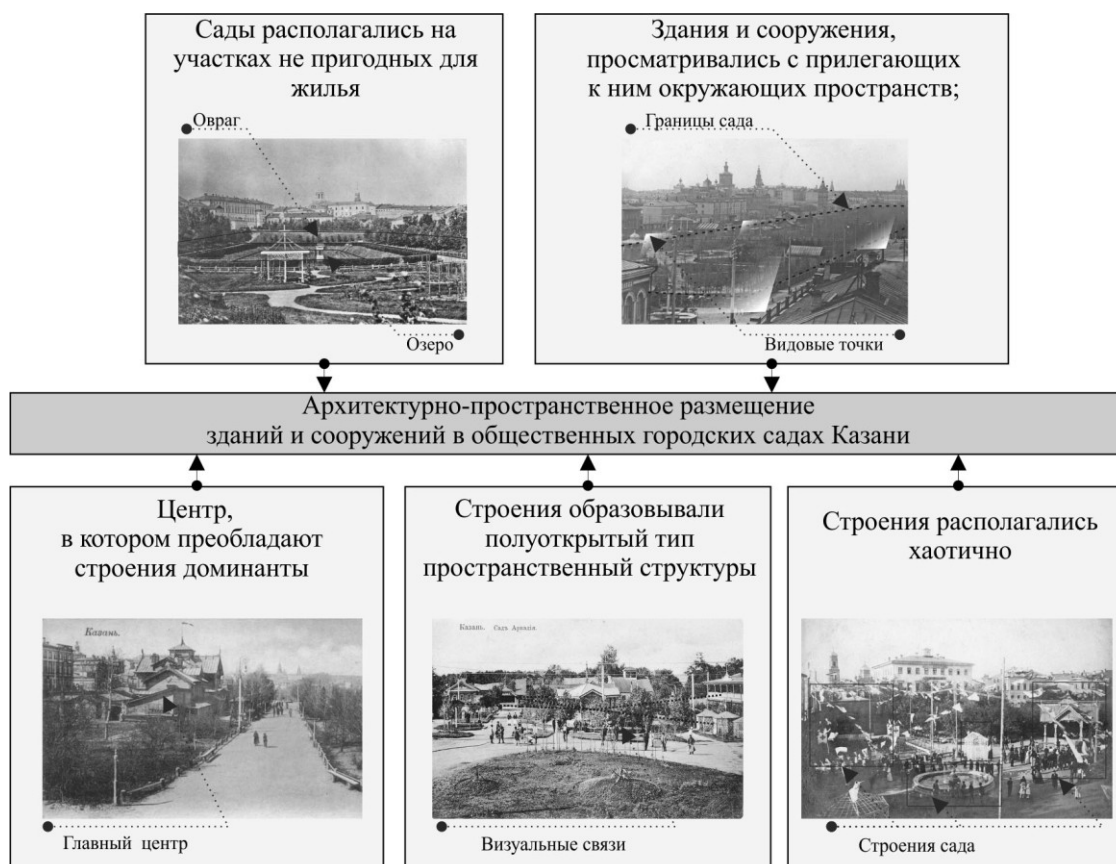 Сады распологались на
участках не пригодных для
жилья
Овраг
Озеро
Здания и сооружения,
просматривались с прилегающих
к ним окружающих пространств;
Границы сада
Видовые точки
Архитектурно-пространственное размещение
зданий и сооружений в общественных городских садах Казани
Центр,
в котором преобладают
строения доминанты
Казань.
Главный центр
Строения образовывали
полуоткрытый тип
пространственный структуры
Казань. Садъ Аркадія.
Визуальные связи
Строения располагались
хаотично
Строения сада